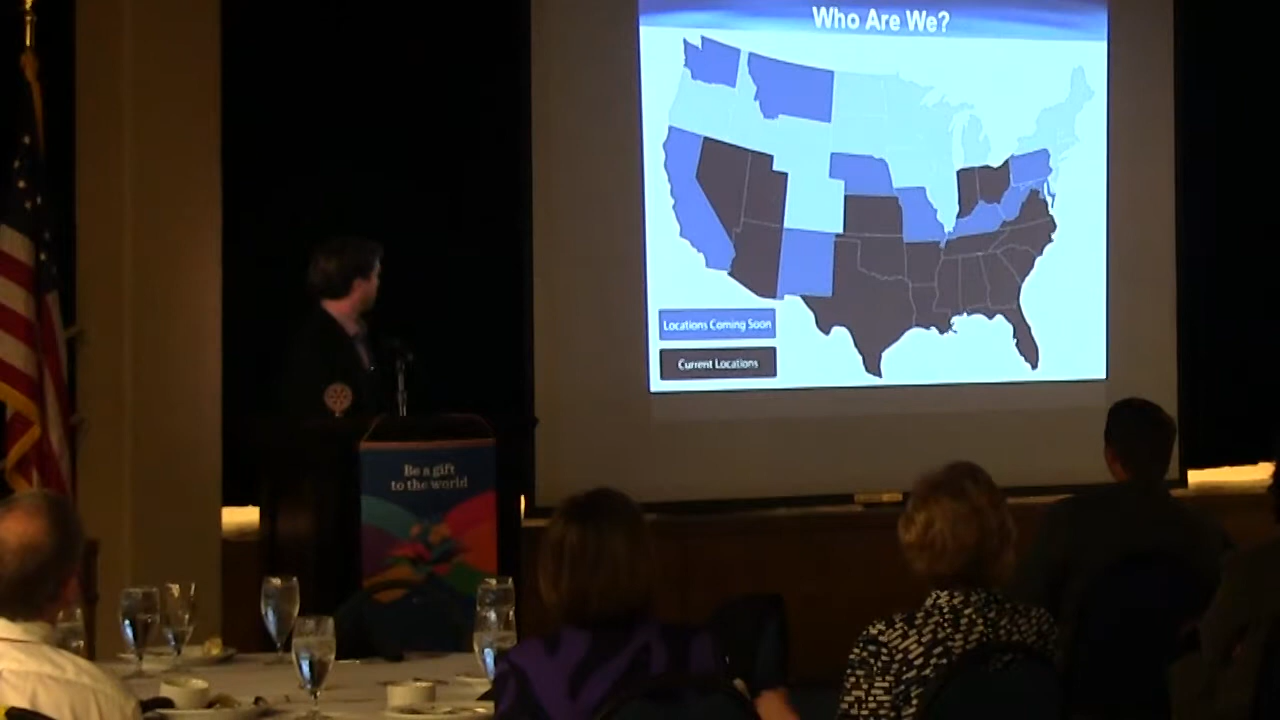 Who Are We?
Locations Coming Soon
Current Locations
Be a gift
to the world